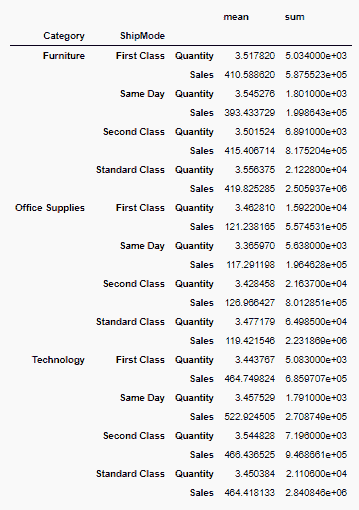 mean sum
Category ShipMode
Furniture First Class Quantity 3.517820 5.034000e+03
Sales 410.588620 5.875523e+05
Same Day Quantity 3.545276 1.801000e+03
Sales 393.433729 1.998643e+05
Second Class Quantity 3.501524 6.891000e+03
Sales 415.406714 8.175204e+05
Standard Class Quantity 3.556375 2.122800e+04
Sales 419.825285 2.505937e+06
Office Supplies First Class Quantity 3.462810 1.592200e+04
Sales 121.238165 5.574531e+05
Same Day Quantity 3.365970 5.638000e+03
Sales 117.291198 1.964628e+05
Second Class Quantity 3.428458 2.163700e+04
Sales 126.966427 8.012851e+05
Standard Class Quantity 3.477179 6.498500e+04
Sales 119.421546 2.231869e+06
Technology First Class Quantity 3.443767 5.083000e+03
Sales 464.749824 6.859707e+05
Same Day Quantity 3.457529 1.791000e+03
Sales 522.924505 2.708749e+05
Second Class Quantity 3.544828 7.196000e+03
Sales 466.436525 9.468661e+05
Standard Class Quantity 3.450384 2.110600e+04
Sales 464.418133 2.840846e+06